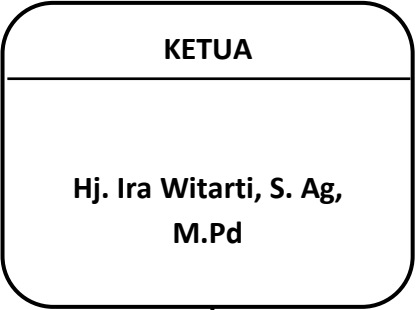 KETUA
Hj. Ira Witarti, S. Ag,
M.Pd